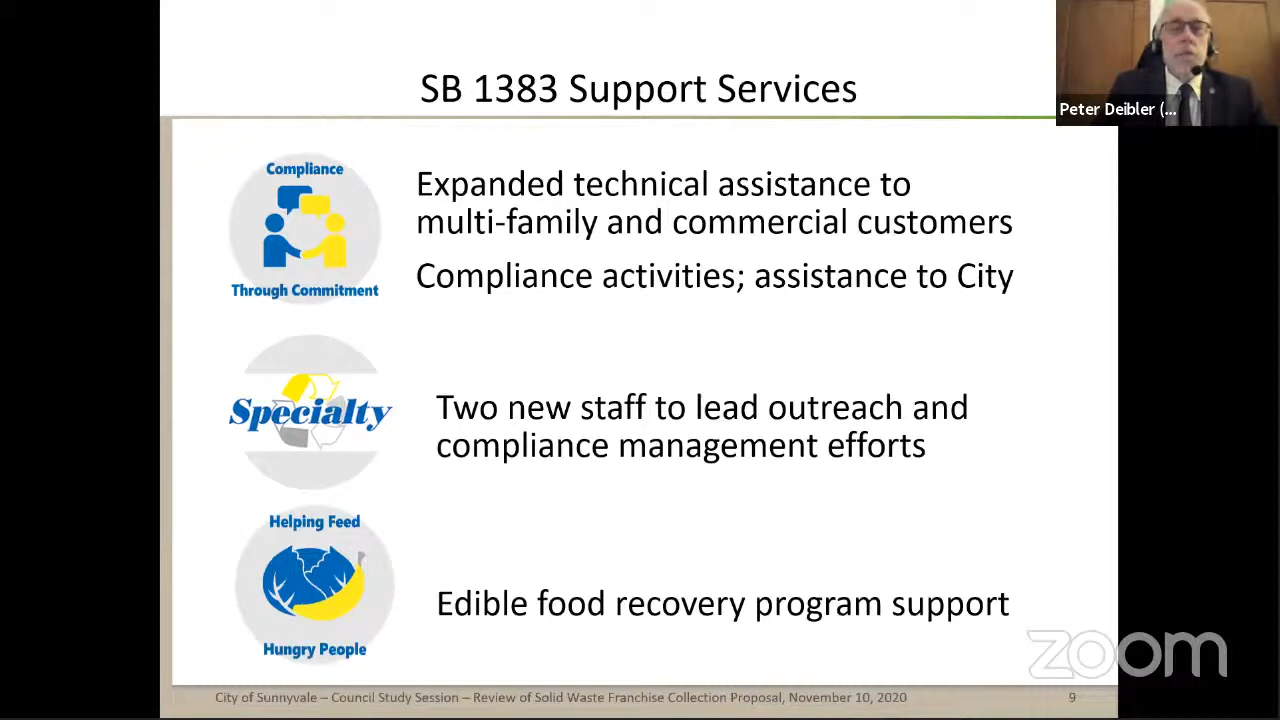 SB 1383 Support Services
Peter Deibler (...
Compliance
Through Commitment
Expanded technical assistance to
multi-family and commercial customers
Compliance activities; assistance to City
Specialty
Two new staff to lead outreach and
compliance management efforts
Helping Feed
Hungry People
Edible food recovery program support
zoom
City of Sunnyvale – Council Study Session – Review of Solid Waste Franchise Collection Proposal, November 10, 2020
9